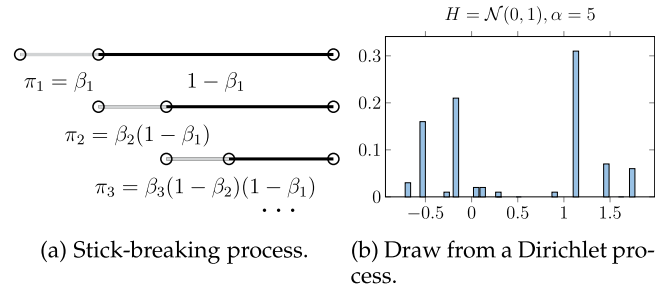 H = N(0, 1), α = 5
π₁ = β₁
1 − β₁
π₂ = β₂(1 − β₁)
π₃ = β₃(1 − β₂)(1 − β₁)
...
0.3
0.2
0.1
0
−0.5
0
0.5
1
1.5
(a) Stick-breaking process.
(b) Draw from a Dirichlet pro-
cess.